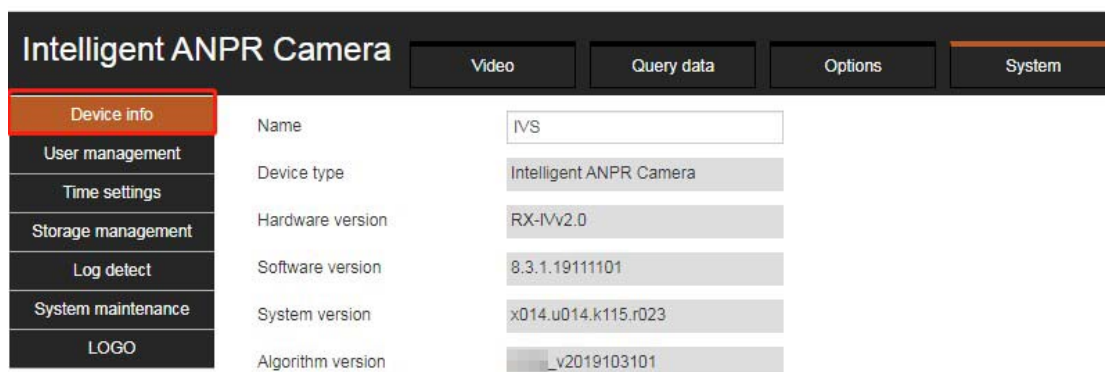 Intelligent ANPR Camera
Video
Query data
Options
System
Device info
User management
Time settings
Storage management
Log detect
System maintenance
LOGO
Name IVS
Device type Intelligent ANPR Camera
Hardware version RX-IVv2.0
Software version 8.3.1.19111101
System version x014.u014.k115.r023
Algorithm version _v2019103101